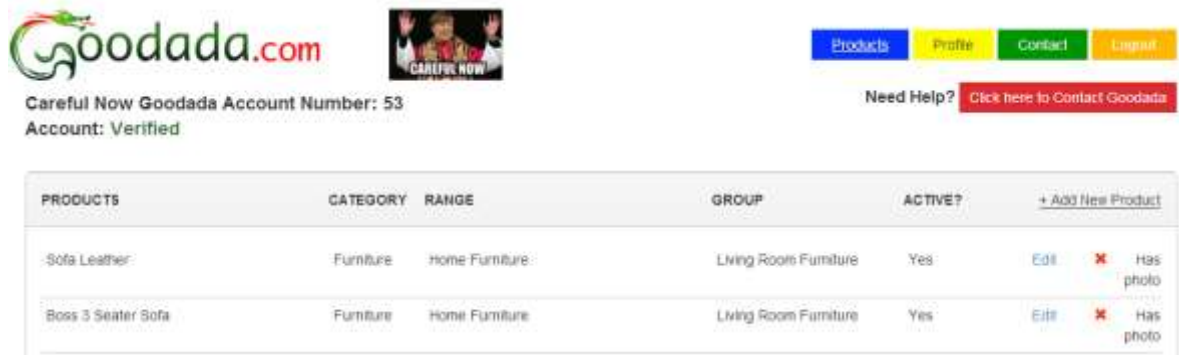 Goodada.com
CAREFUL NOW
Products Profile Contact Logout
Careful Now Goodada Account Number: 53
Need Help? Click here to Contact Goodada
Account: Verified
PRODUCTS CATEGORY RANGE GROUP ACTIVE? + Add New Product
Sofa Leather Furniture Home Furniture Living Room Furniture Yes Edit ✖ Has
photo
Boss 3 Seater Sofa Furniture Home Furniture Living Room Furniture Yes Edit ✖ Has
photo